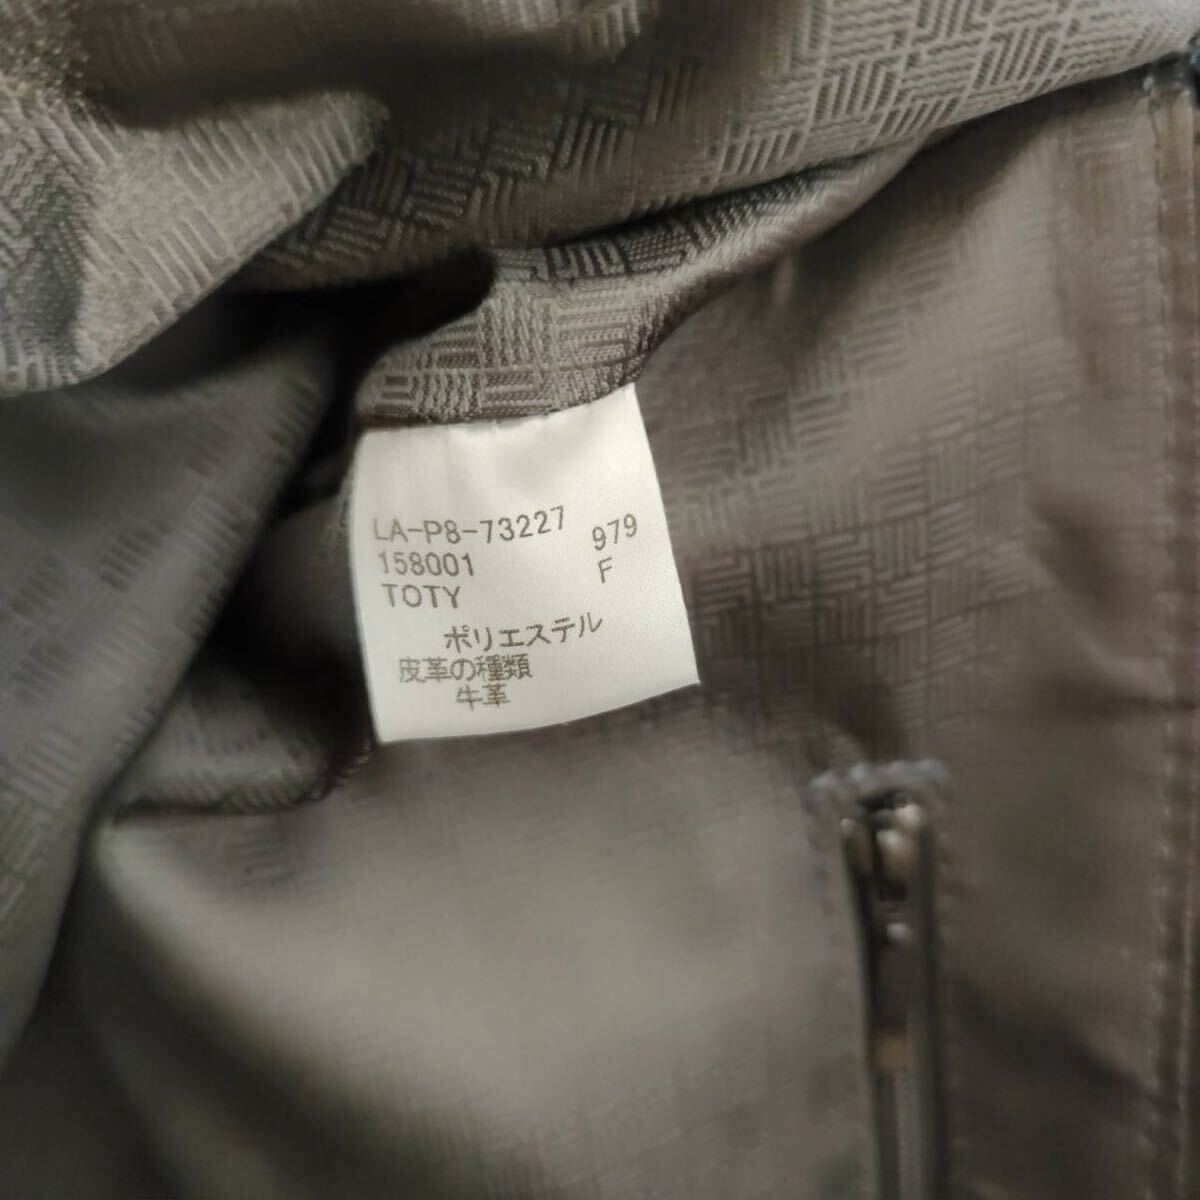 LA-P8-73227 979
158001 F
TOTY
ポリエステル
皮革の種類
牛革